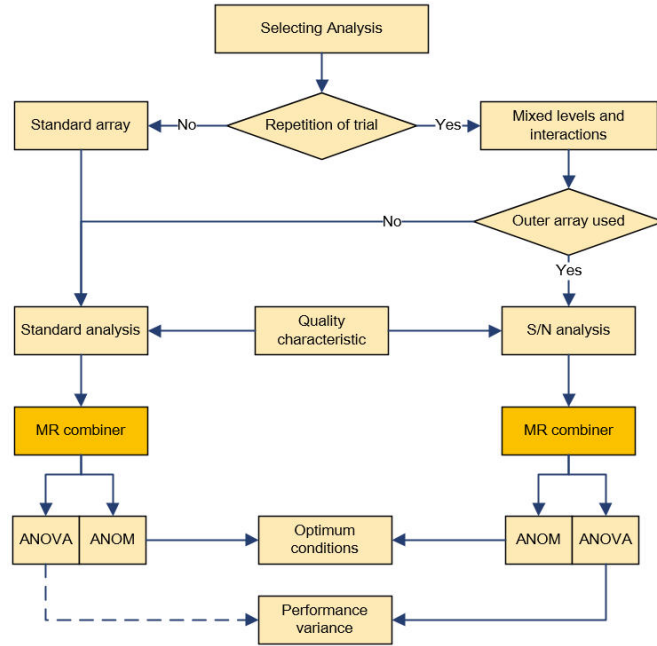 Selecting Analysis
Standard array
No
Repetition of trial
Yes
Mixed levels and
interactions
No
Outer array used
Yes
Standard analysis
Quality
characteristic
S/N analysis
MR combiner
MR combiner
ANOVA
ANOM
Optimum
conditions
ANOM
ANOVA
Performance
variance